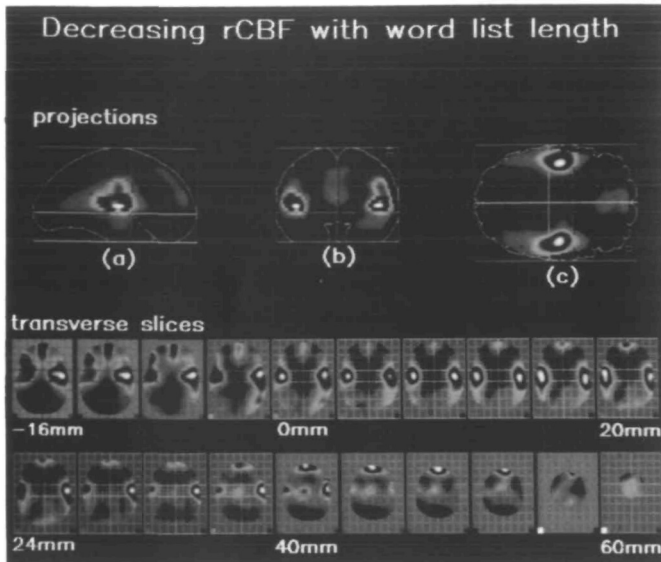 Decreasing rCBF with word list length
projections
(a) (b) (c)
transverse slices
-16mm 0mm 20mm
24mm 40mm 60mm